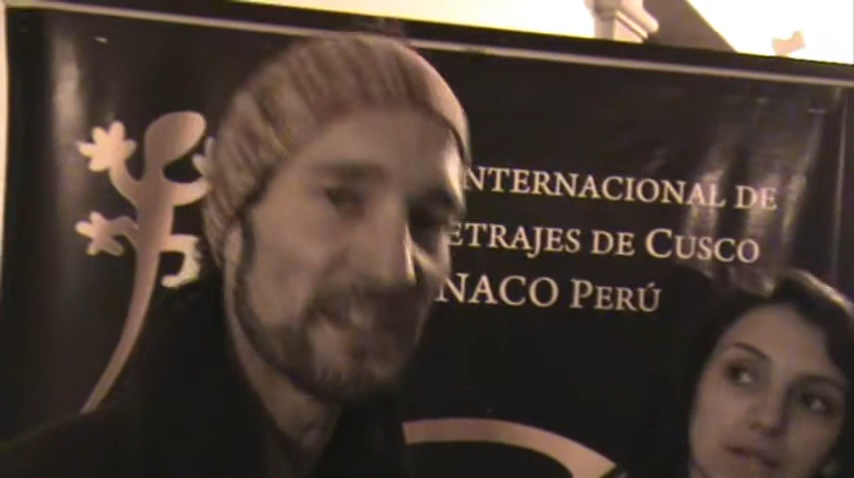 NTERNACIONAL DE
ETRAJES DE CUSCO
NACO PERÚ